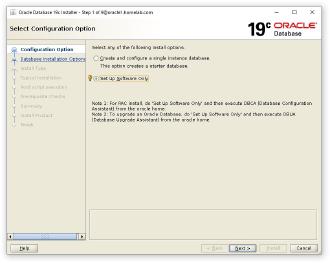 Oracle Database 19c Installer - Step 1 of 9@oracle1.homelab.com
Select Configuration Option
19c ORACLE
Database
Configuration Option
Database Installation Options
Install Type
Typical Installation
Root script execution
Prerequisite Checks
Summary
Install Product
Finish
Select any of the following install options.
Create and configure a single instance database.
This option creates a starter database.
Set Up Software Only
Note 1: For RAC install, do 'Set Up Software Only' and then execute DBCA (Database Configuration
Assistant) from the oracle home.
Note 2: To upgrade an Oracle Database, do 'Set Up Software Only' and then execute DBUA
(Database Upgrade Assistant) from the oracle home.
Help
< Back
Next >
Install
Cancel